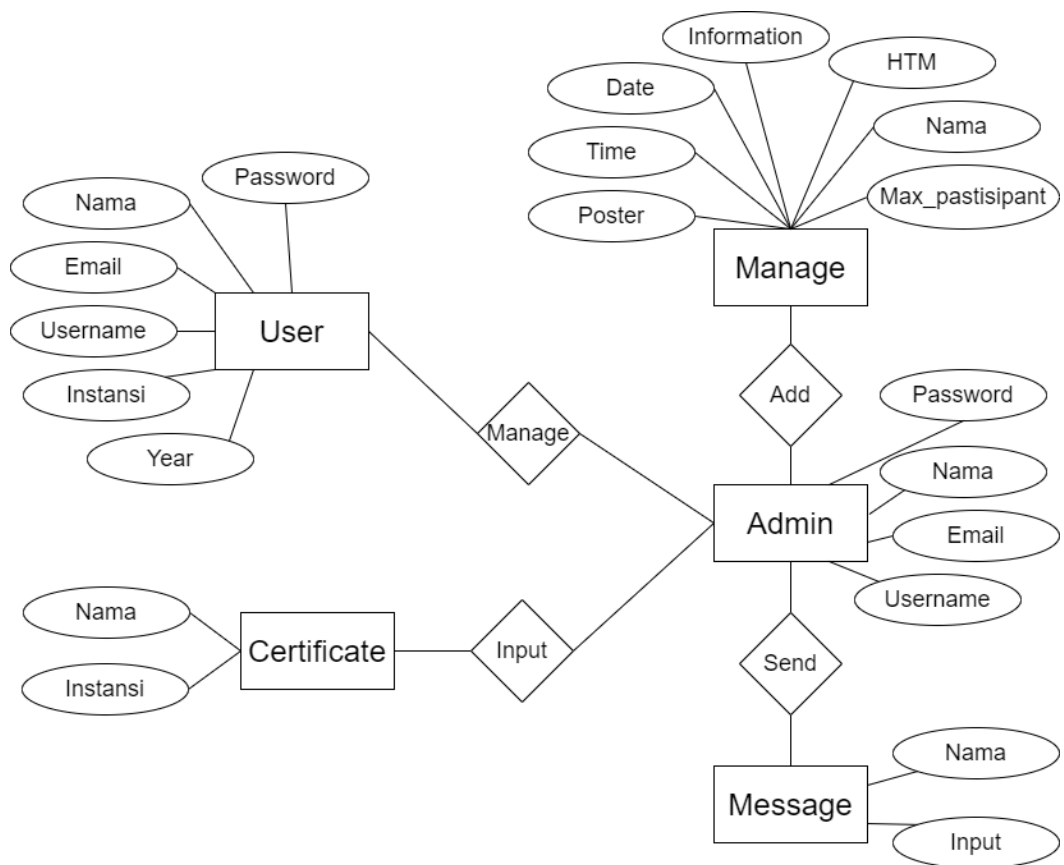 Information
HTM
Date
Nama
Time
Max_pastisipant
Poster
Manage
Password
Nama
Email
Username
User
Instansi
Year
Manage
Add
Password
Nama
Admin
Email
Username
Nama
Certificate
Instansi
Input
Send
Nama
Message
Input